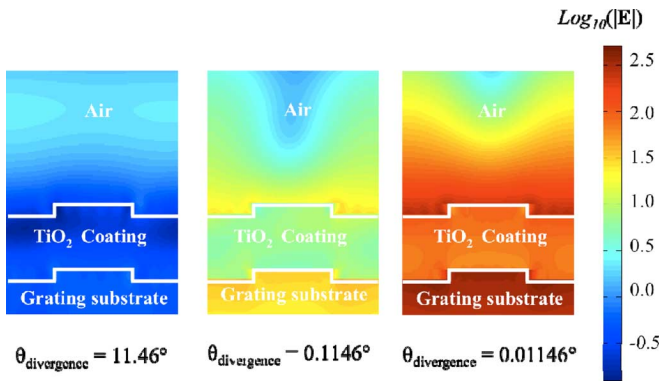 Log10(|E|)
2.5
2.0
1.5
1.0
0.5
0
-0.5
Air
Air
Air
TiO2 Coating
TiO2 Coating
TiO2 Coating
Grating substrate
Grating substrate
Grating substrate
θdivergence = 11.46°
θdivergence = 0.1146°
θdivergence = 0.01146°